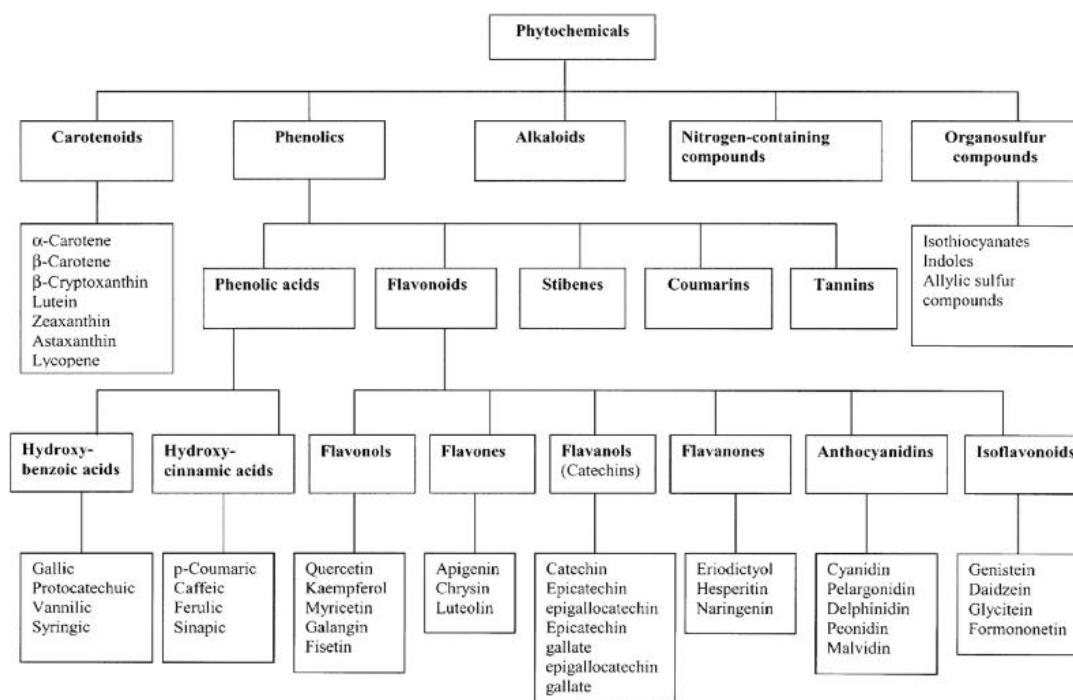 Phytochemicals
Carotenoids
Phenolics
Alkaloids
Nitrogen-containing
compounds
Organosulfur
compounds
α-Carotene
β-Carotene
β-Cryptoxanthin
Lutein
Zeaxanthin
Astaxanthin
Lycopene
Isothiocyanates
Indoles
Allylic sulfur
compounds
Phenolic acids
Flavonoids
Stibenes
Coumarins
Tannins
Hydroxy-
benzoic acids
Hydroxy-
cinnamic acids
Flavonols
Flavones
Flavanols
(Catechins)
Flavanones
Anthocyanidins
Isoflavonoids
Gallic
Protocatechuic
Vannilic
Syringic
p-Coumaric
Caffeic
Ferulic
Sinapic
Quercetin
Kaempferol
Myricetin
Galangin
Fisetin
Apigenin
Chrysin
Luteolin
Catechin
Epicatechin
epigallocatechin
Epicatechin
gallate
epigallocatechin
gallate
Eriodictyol
Hesperitin
Naringenin
Cyanidin
Pelargonidin
Delphinidin
Peonidin
Malvidin
Genistein
Daidzein
Glycitein
Formononetin